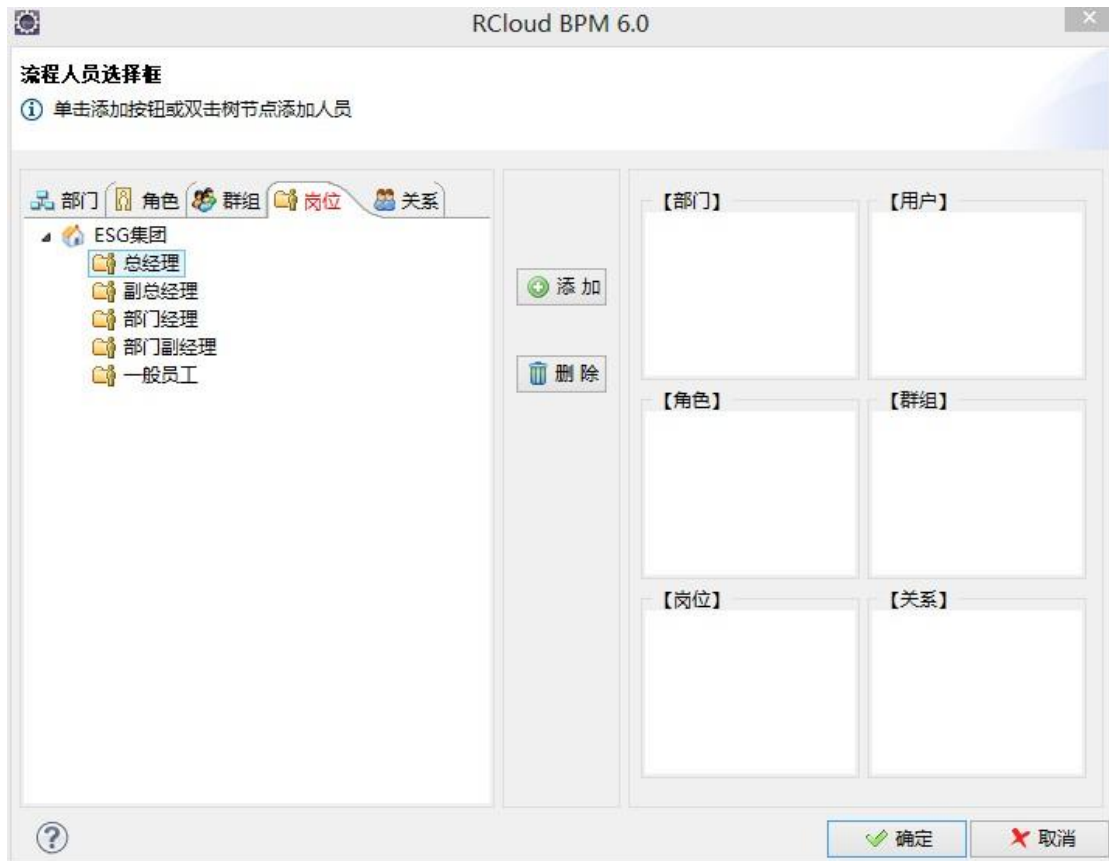 RCloud BPM 6.0
流程人员选择框
单击添加按钮或双击树节点添加人员
部门 角色 群组 岗位 关系
ESG集团
总经理
副总经理
部门经理
部门副经理
一般员工
添加
删除
【部门】 【用户】
【角色】 【群组】
【岗位】 【关系】
确定 取消